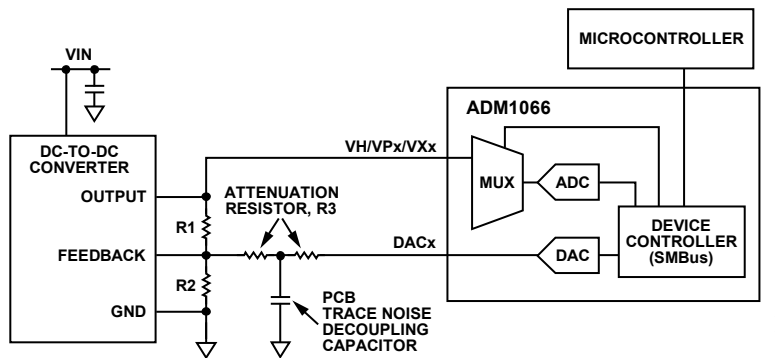 VIN
MICROCONTROLLER
ADM1066
DC-TO-DC
CONVERTER
VH/VPx/VXx
MUX
ADC
OUTPUT
ATTENUATION
RESISTOR, R3
R1
DEVICE
CONTROLLER
(SMBus)
FEEDBACK
DACx
DAC
R2
PCB
TRACE NOISE
DECOUPLING
CAPACITOR
GND